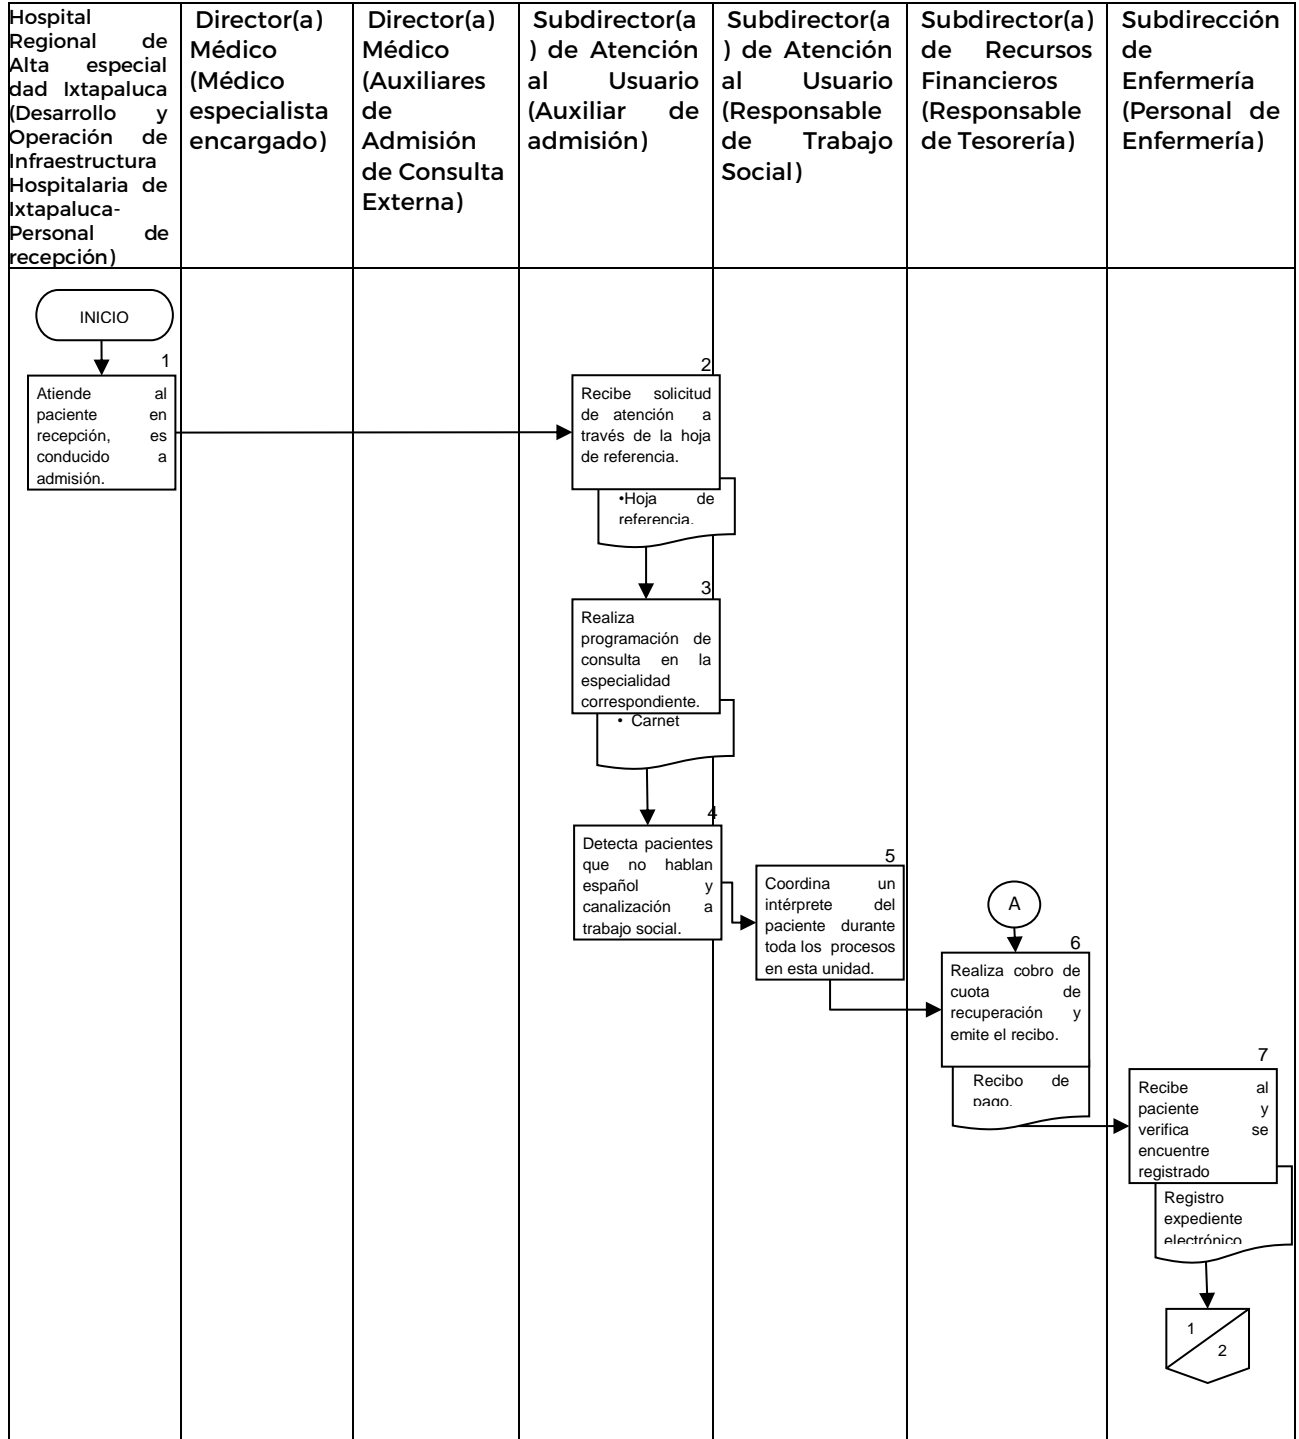 Hospital
Regional de
Alta especial
dad Ixtapaluca
(Desarrollo y
Operación de
Infraestructura
Hospitalaria de
Ixtapaluca-
Personal de
recepción)
Director(a)
Médico
(Médico
especialista
encargado)
Director(a)
Médico
(Auxiliares
de
Admisión
de Consulta
Externa)
Subdirector(a
) de Atención
al Usuario
(Auxiliar de
admisión)
Subdirector(a
) de Atención
al Usuario
(Responsable
de Trabajo
Social)
Subdirector(a)
de Recursos
Financieros
(Responsable
de Tesorería)
Subdirección
de
Enfermería
(Personal de
Enfermería)
INICIO
1
Atiende al
paciente en
recepción, es
conducido a
admisión.
2
Recibe solicitud
de atención a
través de la hoja
de referencia.
•Hoja de
referencia.
3
Realiza
programación de
consulta en la
especialidad
correspondiente.
• Carnet
4
Detecta pacientes
que no hablan
español y
canalización a
trabajo social.
5
Coordina un
intérprete del
paciente durante
toda los procesos
en esta unidad.
A
6
Realiza cobro de
cuota de
recuperación y
emite el recibo.
Recibo de
pago.
7
Recibe al
paciente y
verifica se
encuentre
registrado
Registro
expediente
electrónico
1
2